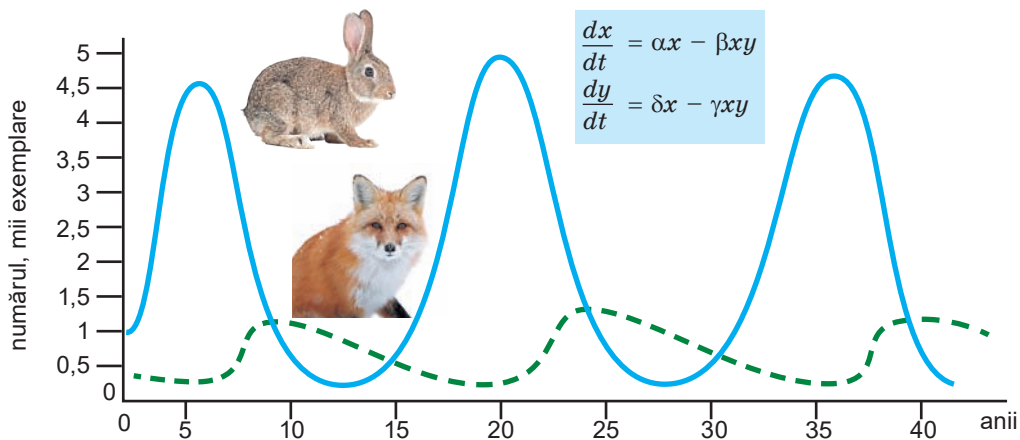 numărul, mii exemplare
5
4,5
4
3,5
3
2,5
2
1,5
1
0,5
0
dx/dt = αx − βxy
dy/dt = δx − γxy
0 5 10 15 20 25 30 35 40 anii